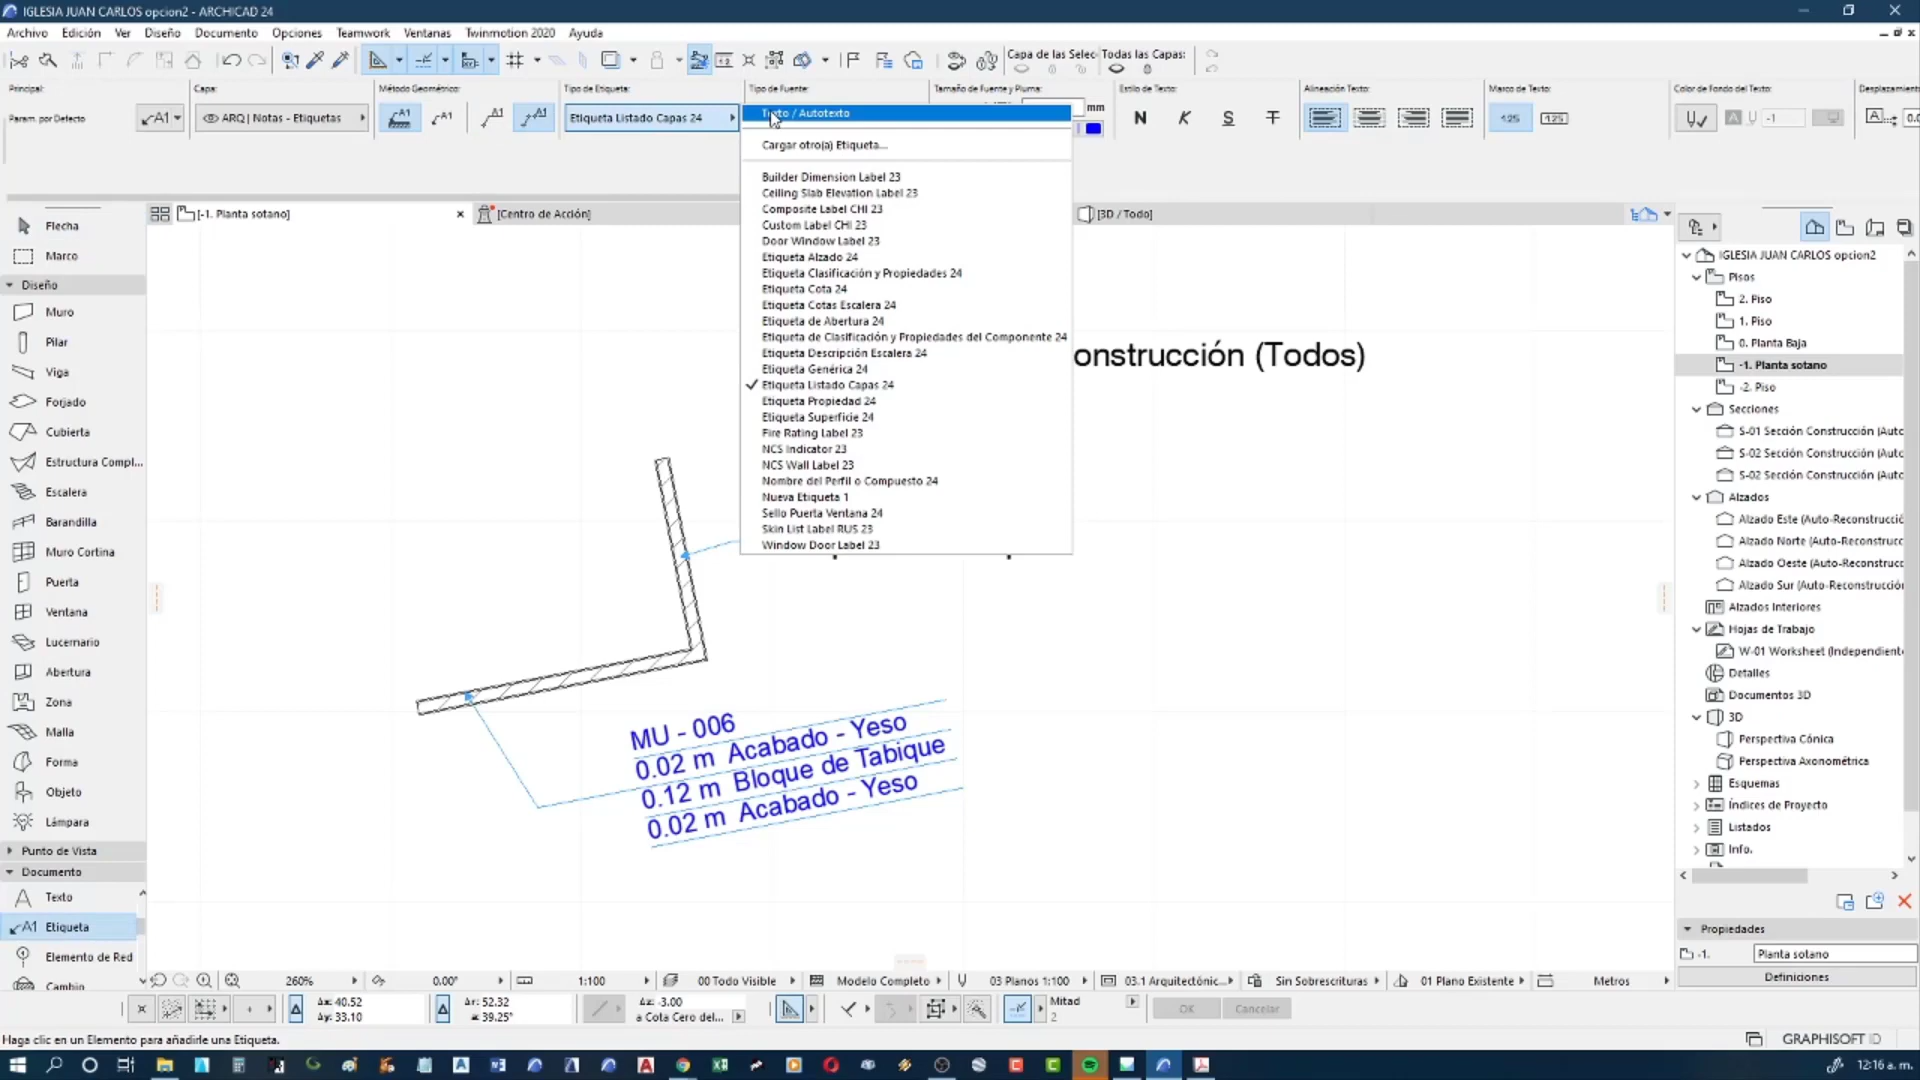 IGLESIA JUAN CARLOS opcion2 - ARCHICAD 24
Archivo Edición Ver Diseño Documento Opciones Teamwork Ventanas Twinmotion 2020 Ayuda
Capa de las Selec- Todas las Capas:
Principal: Capa: Método Geométrico: Tipo de Etiqueta: Tipo de Fuente: Tamaño de Fuente y Pluma: Estilo de Texto: Alineación Texto: Marco de Texto: Color de Fondo del Texto: Desplazamiento
Param. por Defecto
ARQ | Notas - Etiquetas
Etiqueta Listado Capas 24
mm
N K S T
-1
0.0
Texto / Autotexto
Cargar otro(a) Etiqueta...
Builder Dimension Label 23
Ceiling Slab Elevation Label 23
Composite Label CHI 23
Custom Label CHI 23
Door Window Label 23
Etiqueta Alzado 24
Etiqueta Clasificación y Propiedades 24
Etiqueta Cota 24
Etiqueta Cotas Escalera 24
Etiqueta de Abertura 24
Etiqueta de Clasificación y Propiedades del Componente 24
Etiqueta Descripción Escalera 24
Etiqueta Genérica 24
Etiqueta Listado Capas 24
Etiqueta Propiedad 24
Etiqueta Superficie 24
Fire Rating Label 23
NCS Indicator 23
NCS Wall Label 23
Nombre del Perfil o Compuesto 24
Nueva Etiqueta 1
Sello Puerta Ventana 24
Skin List Label RUS 23
Window Door Label 23
[-1. Planta sotano]
[Centro de Acción]
[3D / Todo]
Flecha
Marco
Diseño
Muro
Pilar
Viga
Forjado
Cubierta
Estructura Compl...
Escalera
Barandilla
Muro Cortina
Puerta
Ventana
Lucernario
Abertura
Zona
Malla
Forma
Objeto
Lámpara
Punto de Vista
Documento
Texto
Etiqueta
Elemento de Red
Cambio
onstrucción (Todos)
MU - 006
0.02 m Acabado - Yeso
0.12 m Bloque de Tabique
0.02 m Acabado - Yeso
IGLESIA JUAN CARLOS opcion2
Pisos
2. Piso
1. Piso
0. Planta Baja
-1. Planta sotano
-2. Piso
Secciones
S-01 Sección Construcción (Autc
S-02 Sección Construcción (Autc
S-02 Sección Construcción (Autc
Alzados
Alzado Este (Auto-Reconstrucció
Alzado Norte (Auto-Reconstrucc
Alzado Oeste (Auto-Reconstrucc
Alzado Sur (Auto-Reconstrucción
Alzados Interiores
Hojas de Trabajo
W-01 Worksheet (Independiente
Detalles
Documentos 3D
3D
Perspectiva Cónica
Perspectiva Axonométrica
Esquemas
Índices de Proyecto
Listados
Info.
Propiedades
-1. Planta sotano
Definiciones
260% 0.00° 1:100 00 Todo Visible Modelo Completo 03 Planos 1:100 03.1 Arquitectónic... Sin Sobrescrituras 01 Plano Existente Metros
Δx: 40.52
Δy: 33.10
Δr: 52.32
39.25°
Δz: -3.00
a Cota Cero del...
Mitad
2
OK Cancelar
Haga clic en un Elemento para añadirle una Etiqueta.
GRAPHISOFT ID
12:16 a. m.